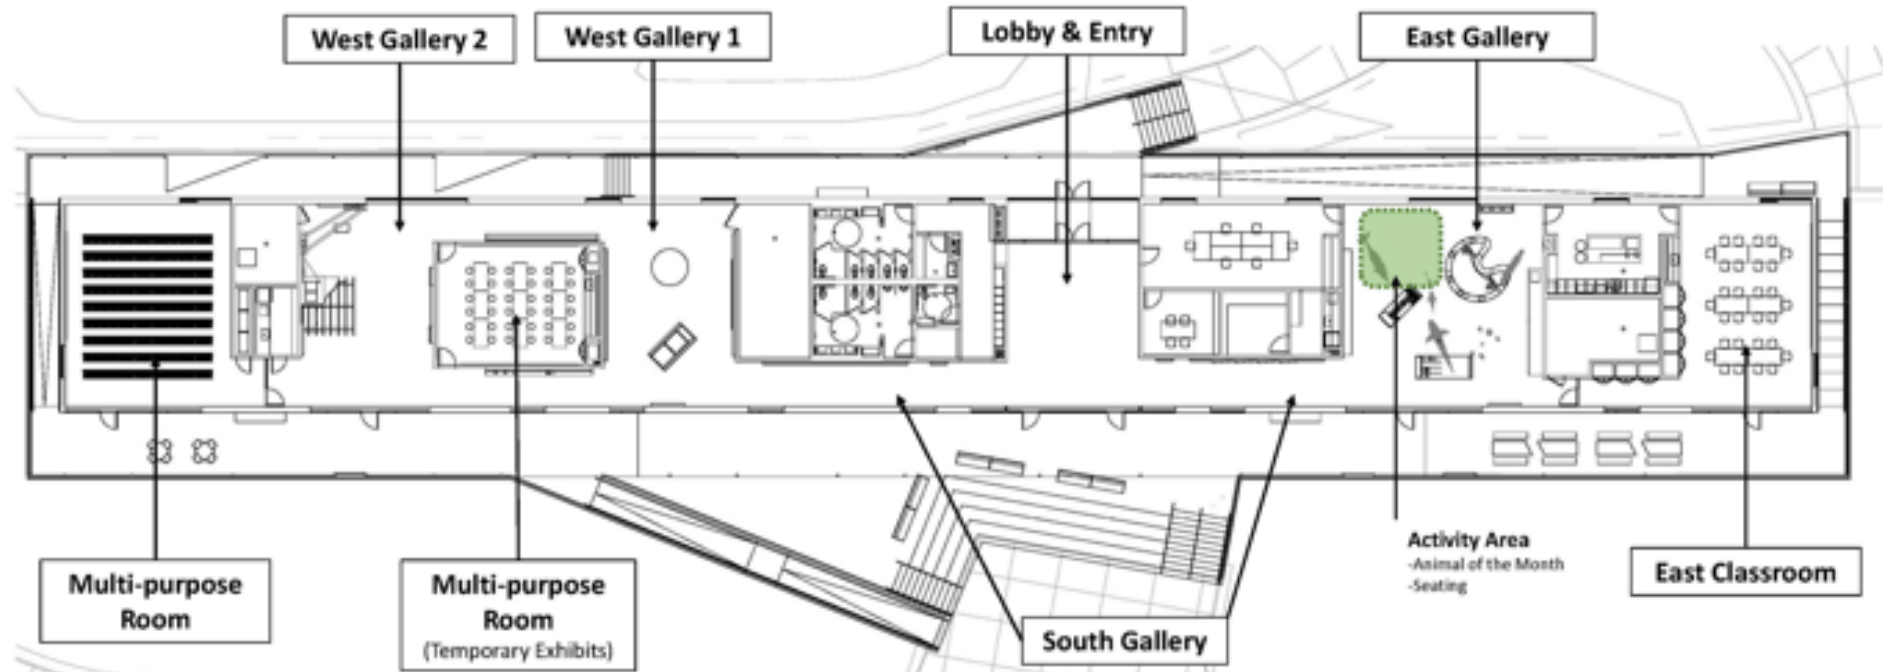 West Gallery 2
West Gallery 1
Lobby & Entry
East Gallery
Multi-purpose
Room
Multi-purpose
Room
(Temporary Exhibits)
South Gallery
Activity Area
-Animal of the Month
-Seating
East Classroom